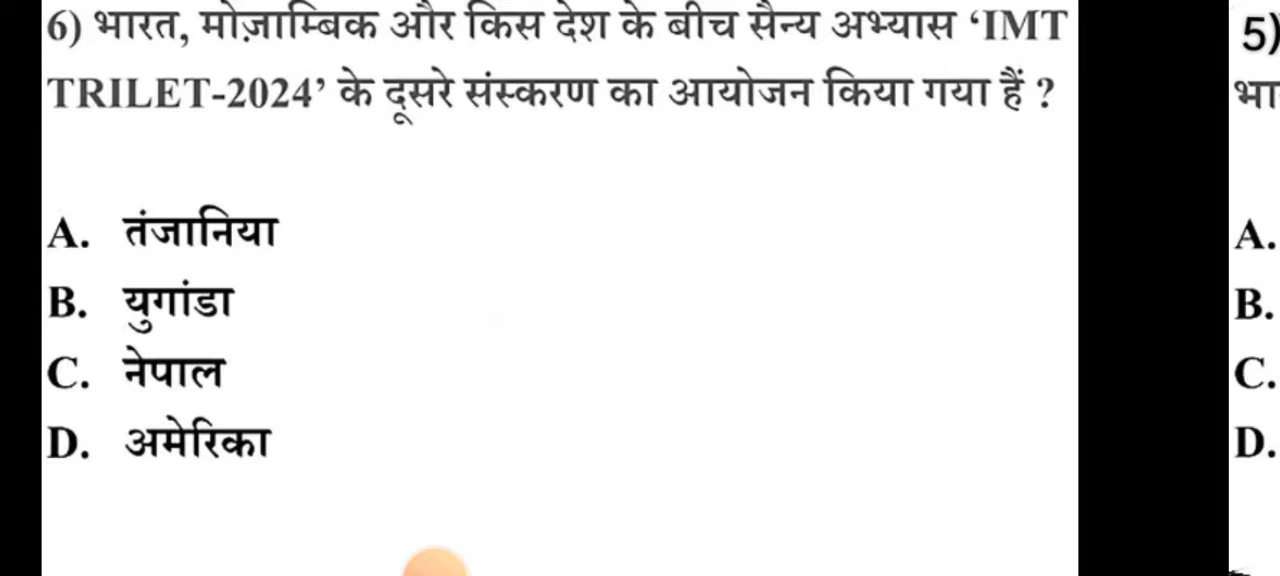 6) भारत, मोज़ाम्बिक और किस देश के बीच सैन्य अभ्यास ‘IMT
TRILET-2024’ के दूसरे संस्करण का आयोजन किया गया हैं ?
A. तंजानिया
B. युगांडा
C. नेपाल
D. अमेरिका
5)
भा
A.
B.
C.
D.